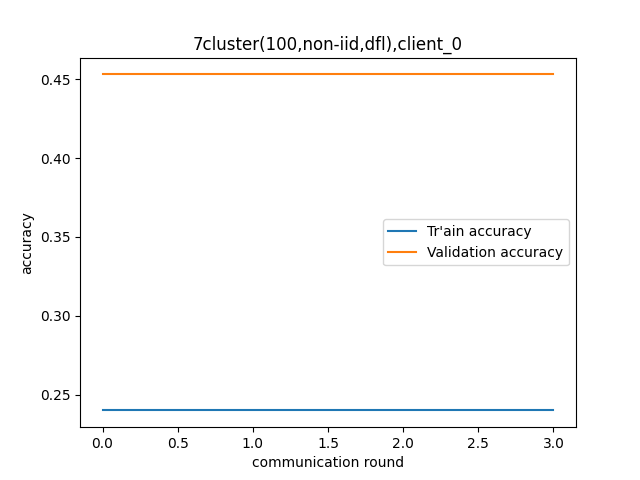 7cluster(100,non-iid,dfl),client_0
0.45
0.40
0.35
0.30
0.25
accuracy
Tr'ain accuracy
Validation accuracy
0.0 0.5 1.0 1.5 2.0 2.5 3.0
communication round